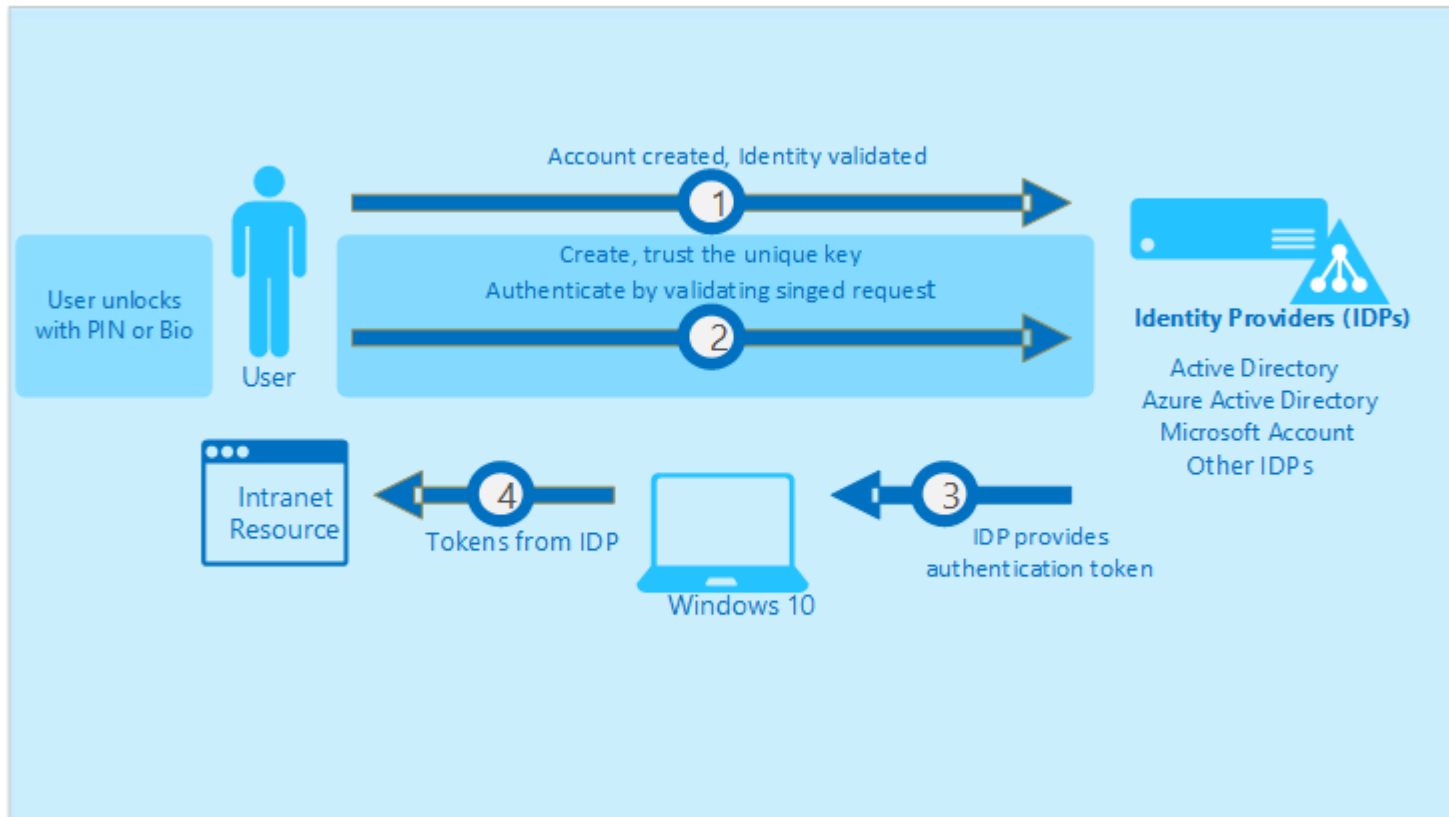 Account created, Identity validated
1
Create, trust the unique key
Authenticate by validating singed request
2
User unlocks
with PIN or Bio
User
Identity Providers (IDPs)
Active Directory
Azure Active Directory
Microsoft Account
Other IDPs
Intranet
Resource
4
Tokens from IDP
Windows 10
3
IDP provides
authentication token